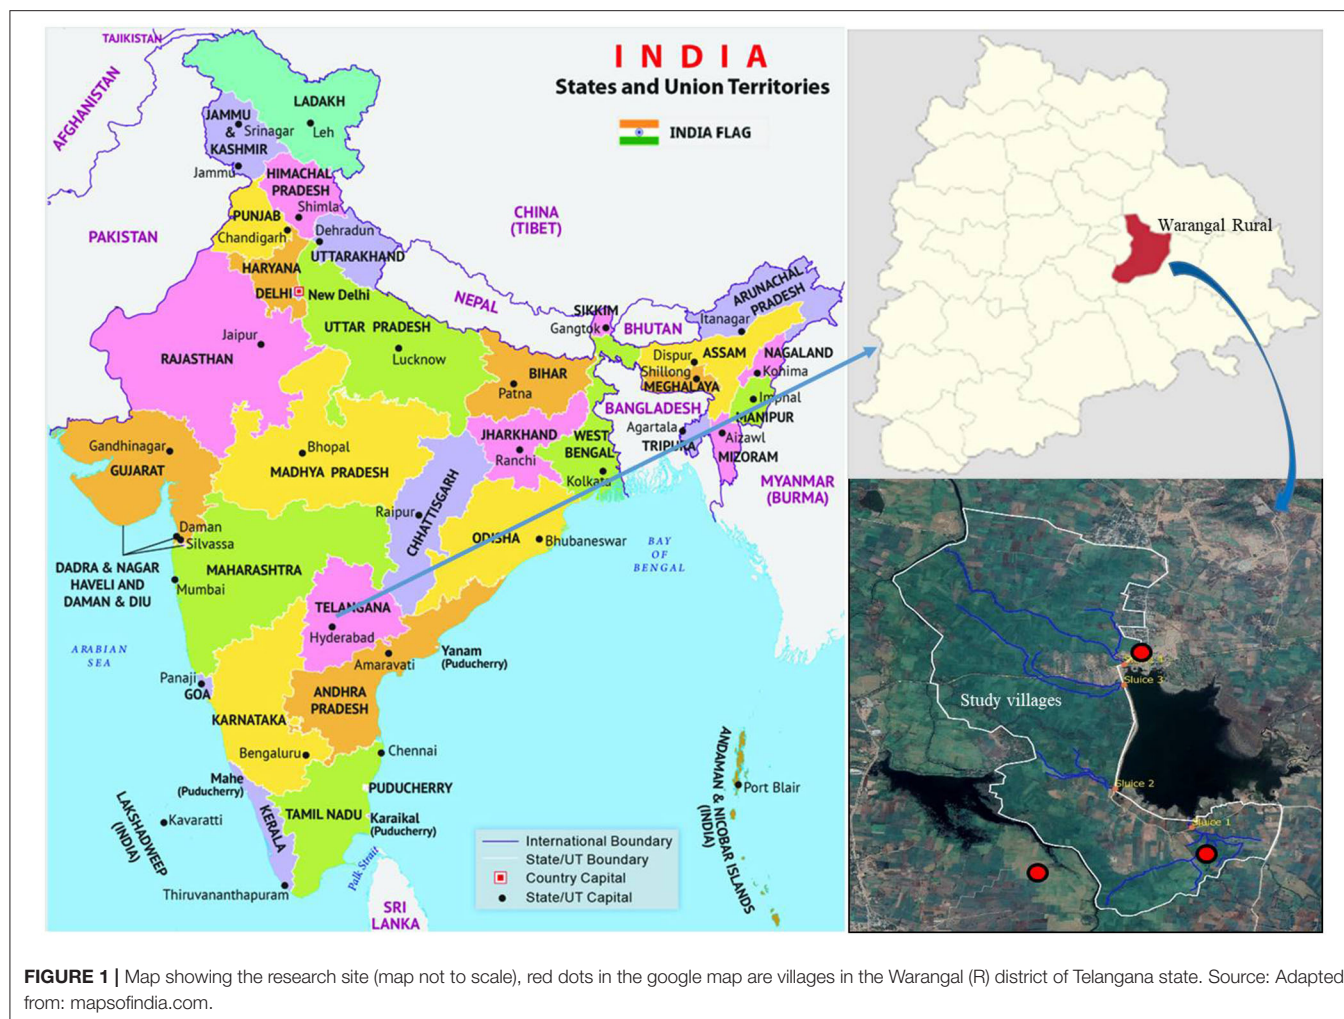 INDIA
States and Union Territories
INDIA FLAG
TAJIKISTAN
AFGHANISTAN
PAKISTAN
CHINA
(TIBET)
NEPAL
BHUTAN
BANGLADESH
MYANMAR
(BURMA)
SRI
LANKA
LADAKH
Leh
JAMMU
&
KASHMIR
Srinagar
Jammu
HIMACHAL
PRADESH
Shimla
PUNJAB
Chandigarh
Dehradun
UTTARAKHAND
HARYANA
DELHI
New Delhi
RAJASTHAN
Jaipur
UTTAR PRADESH
Lucknow
BIHAR
Patna
SIKKIM
Gangtok
ARUNACHAL
PRADESH
Itanagar
ASSAM
Dispur
Shillong
MEGHALAYA
NAGALAND
Kohima
Imphal
MANIPUR
Agartala
TRIPURA
Aizawl
MIZORAM
JHARKHAND
Ranchi
WEST
BENGAL
Kolkata
Gandhinagar
GUJARAT
Bhopal
MADHYA PRADESH
CHHATTISGARH
Raipur
ODISHA
Bhubaneswar
BAY
OF
BENGAL
Daman
Silvassa
DADRA & NAGAR
HAVELI AND
DAMAN & DIU
MAHARASHTRA
Mumbai
TELANGANA
Hyderabad
ARABIAN
SEA
Amaravati
Yanam
(Puducherry)
Panaji
GOA
ANDHRA
PRADESH
KARNATAKA
Bengaluru
Chennai
Mahe
(Puducherry)
PUDUCHERRY
TAMIL NADU
Karaikal
(Puducherry)
KERALA
LAKSHADWEEP
(INDIA)
Kavaratti
Thiruvananthapuram
Palk Strait
ANDAMAN & NICOBAR ISLANDS
(INDIA)
Port Blair
International Boundary
State/UT Boundary
Country Capital
State/UT Capital
Warangal Rural
Study villages
Sluice 3
Sluice 2
Sluice 1
FIGURE 1 | Map showing the research site (map not to scale), red dots in the google map are villages in the Warangal (R) district of Telangana state. Source: Adapted
from: mapsofindia.com.